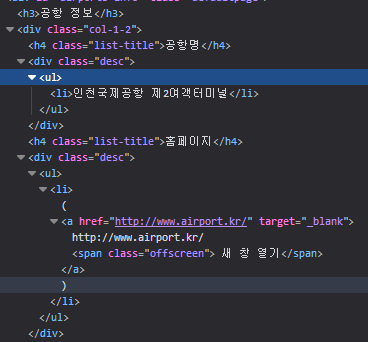 <h3>공항 정보</h3>
<div class="col-1-2">
<h4 class="list-title">공항명</h4>
<div class="desc">
<ul>
<li>인천국제공항 제2여객터미널</li>
</ul>
</div>
<h4 class="list-title">홈페이지</h4>
<div class="desc">
<ul>
<li>
(
<a href="http://www.airport.kr/" target="_blank">
http://www.airport.kr/
<span class="offscreen"> 새 창 열기</span>
</a>
)
</li>
</ul>
</div>